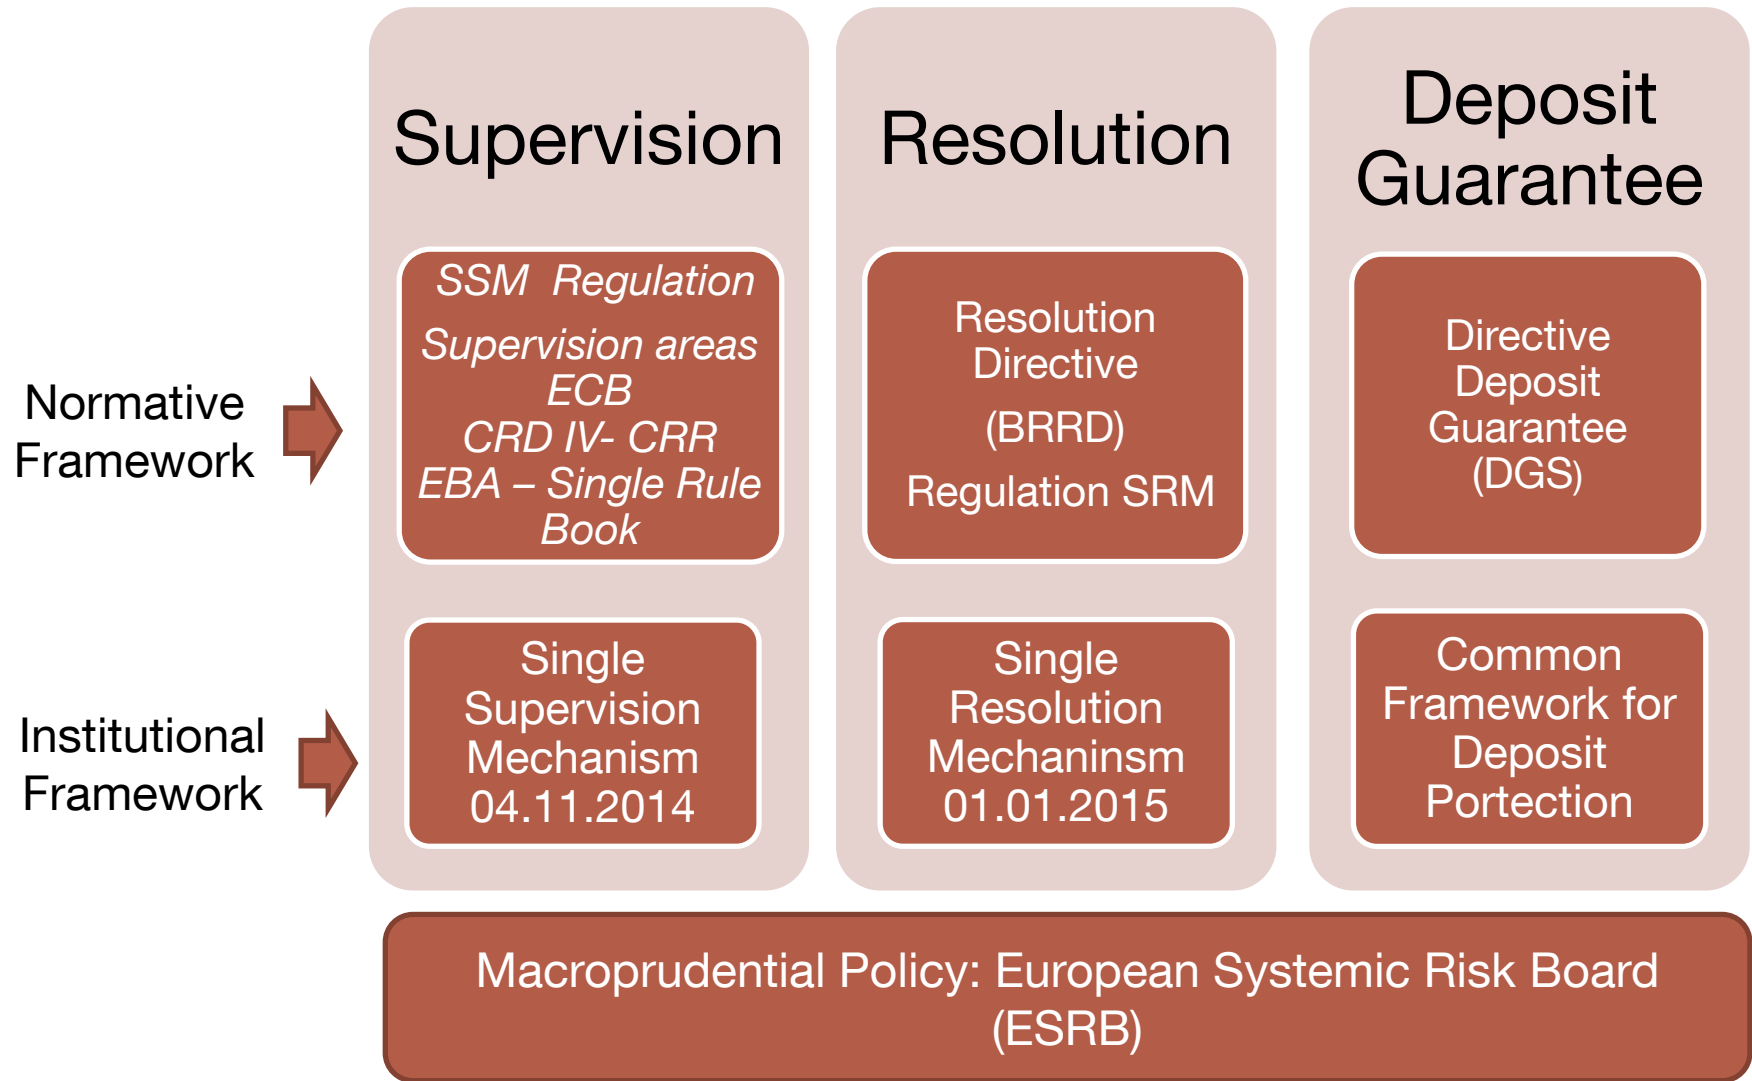 Supervision
Resolution
Deposit
Guarantee
Normative
Framework
SSM  Regulation
Supervision areas
ECB
CRD IV- CRR
EBA – Single Rule
Book
Resolution
Directive
(BRRD)
Regulation SRM
Directive
Deposit
Guarantee
(DGS)
Institutional
Framework
Single
Supervision
Mechanism
04.11.2014
Single
Resolution
Mechaninsm
01.01.2015
Common
Framework for
Deposit
Portection
Macroprudential Policy: European Systemic Risk Board
(ESRB)